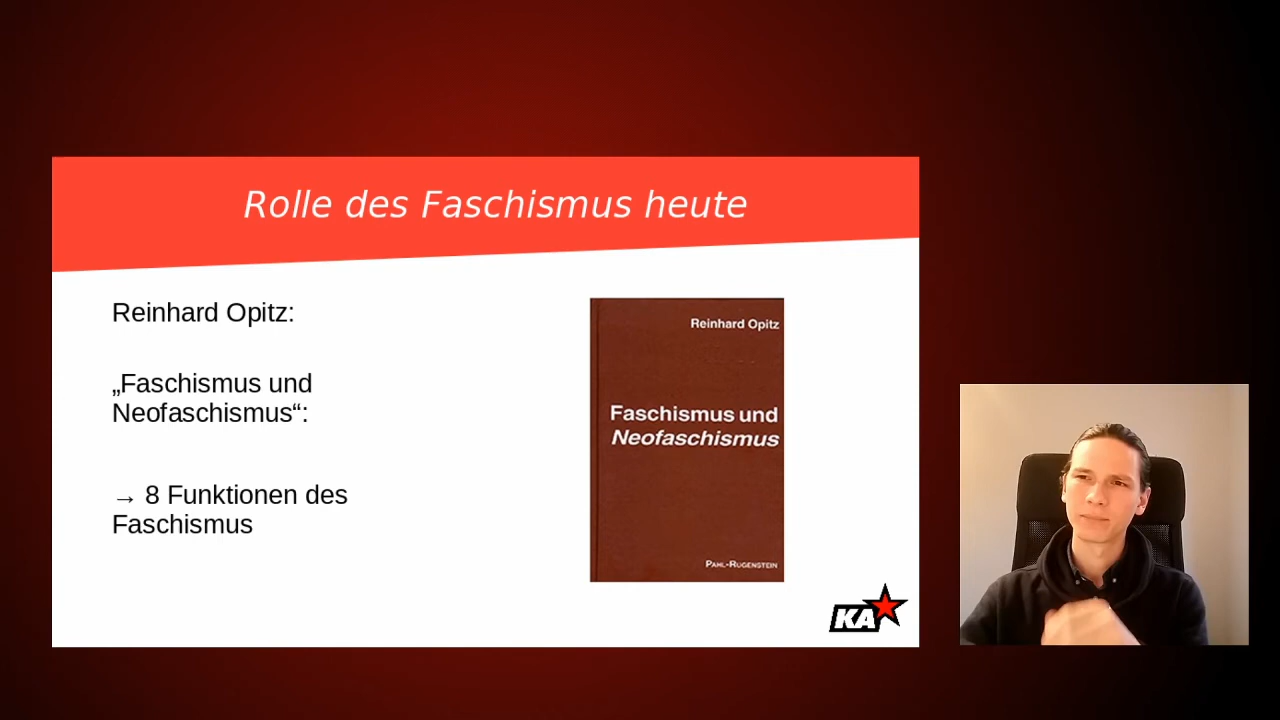 Rolle des Faschismus heute
Reinhard Opitz:
„Faschismus und
Neofaschismus“:
→ 8 Funktionen des
Faschismus
Reinhard Opitz
Faschismus und
Neofaschismus
PAHL-RUGENSTEIN
KA